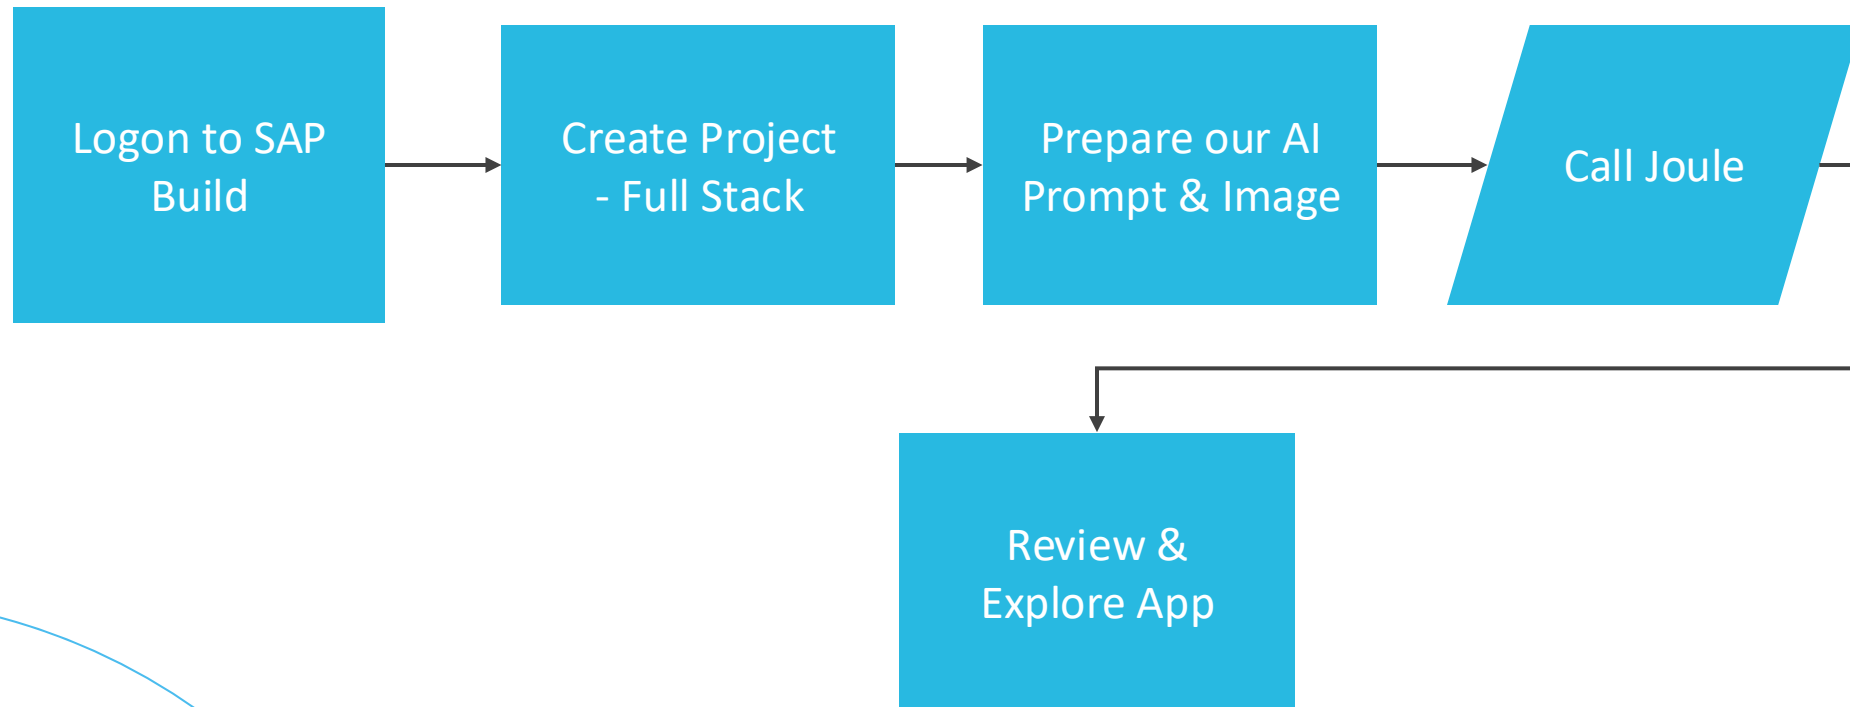 Logon to SAP
Build
Create Project
- Full Stack
Prepare our AI
Prompt & Image
Call Joule
Review &
Explore App